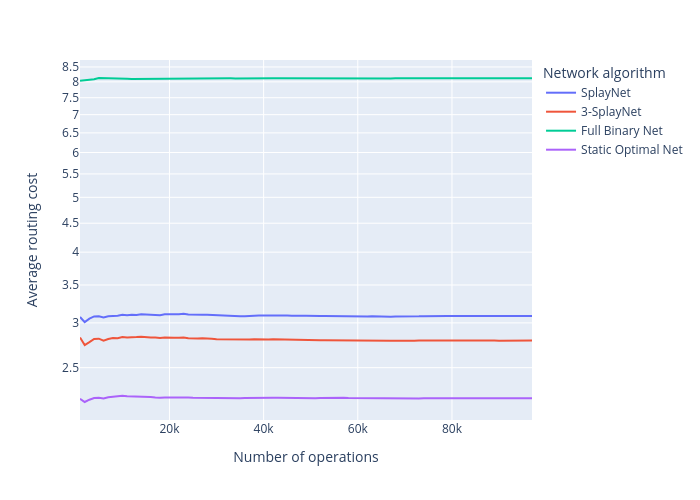 Network algorithm
SplayNet
3-SplayNet
Full Binary Net
Static Optimal Net
Average routing cost
8.5
8
7.5
7
6.5
6
5.5
5
4.5
4
3.5
3
2.5
20k
40k
60k
80k
Number of operations